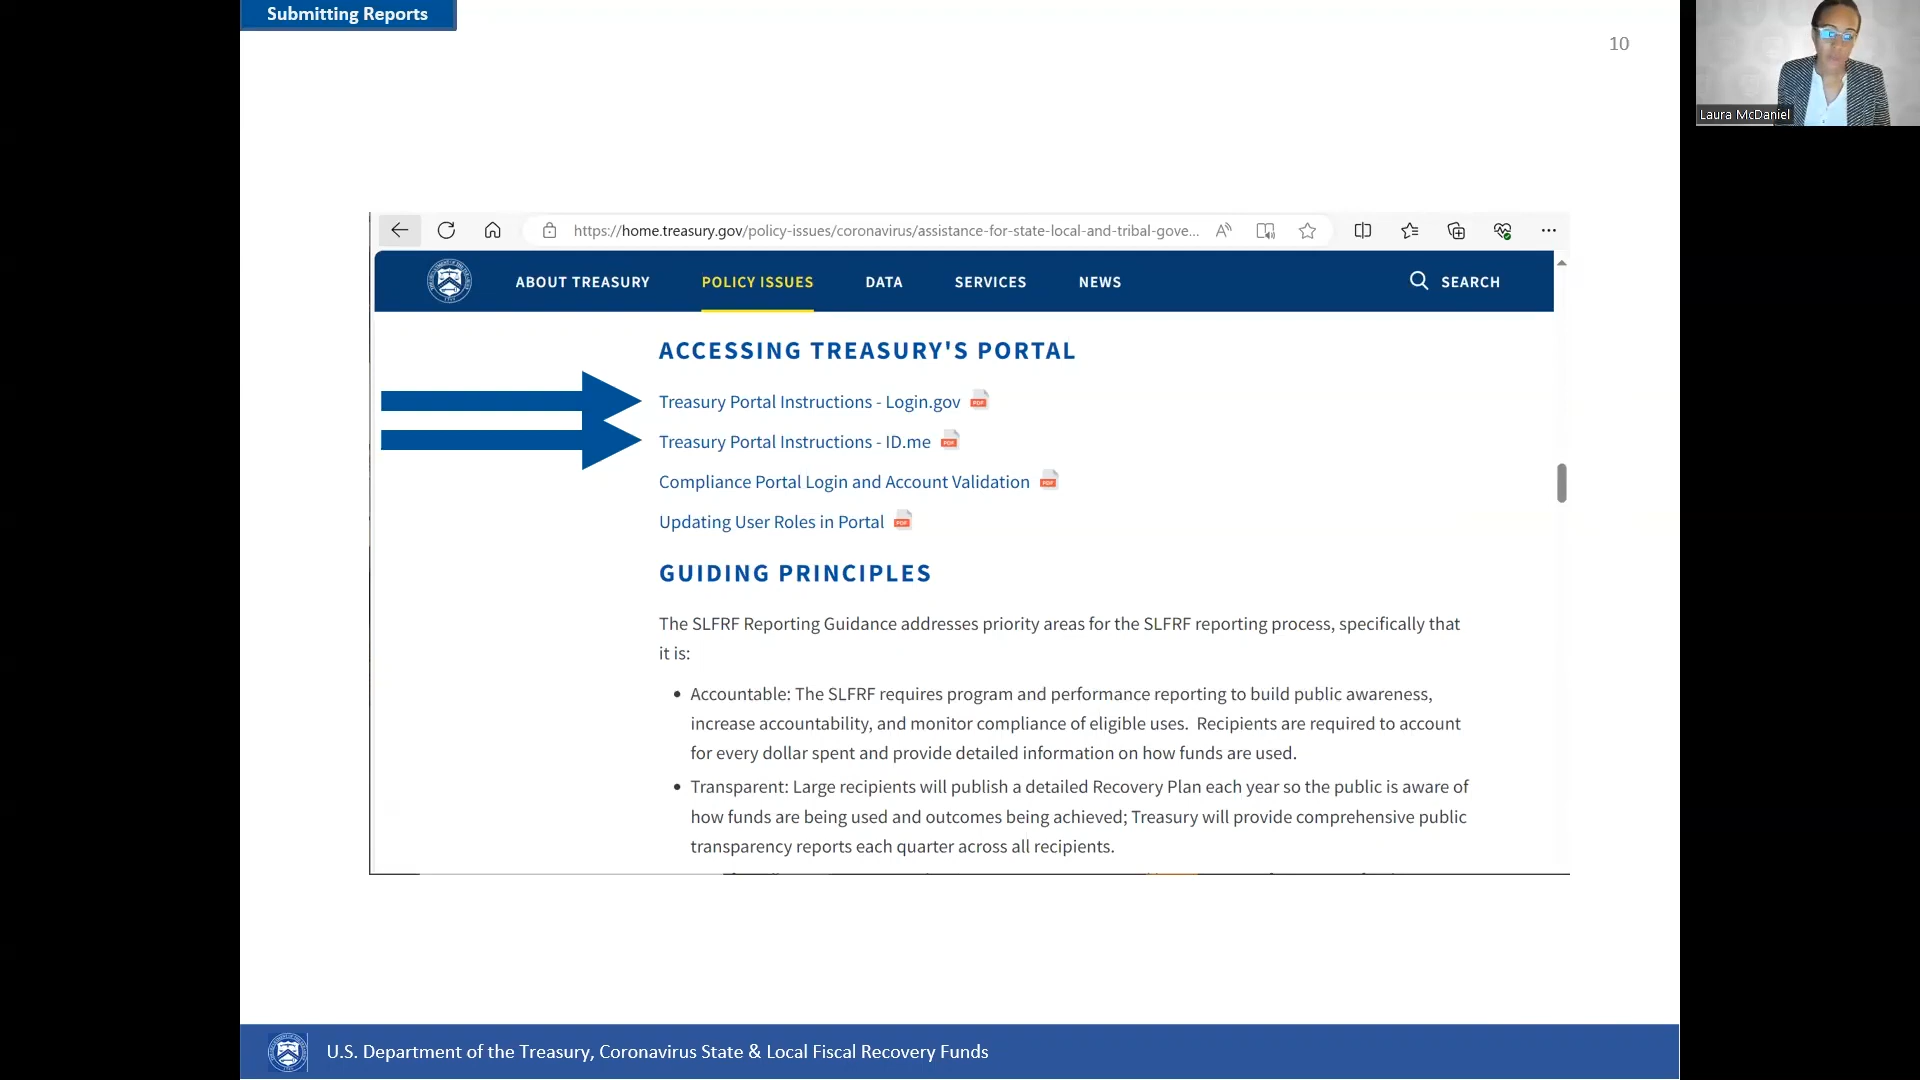 Submitting Reports
10
Laura McDaniel
https://home.treasury.gov/policy-issues/coronavirus/assistance-for-state-local-and-tribal-gove...
ABOUT TREASURY
POLICY ISSUES
DATA
SERVICES
NEWS
SEARCH
ACCESSING TREASURY'S PORTAL
Treasury Portal Instructions - Login.gov
Treasury Portal Instructions - ID.me
Compliance Portal Login and Account Validation
Updating User Roles in Portal
GUIDING PRINCIPLES
The SLFRF Reporting Guidance addresses priority areas for the SLFRF reporting process, specifically that
it is:
• Accountable: The SLFRF requires program and performance reporting to build public awareness,
increase accountability, and monitor compliance of eligible uses. Recipients are required to account
for every dollar spent and provide detailed information on how funds are used.
• Transparent: Large recipients will publish a detailed Recovery Plan each year so the public is aware of
how funds are being used and outcomes being achieved; Treasury will provide comprehensive public
transparency reports each quarter across all recipients.
U.S. Department of the Treasury, Coronavirus State & Local Fiscal Recovery Funds